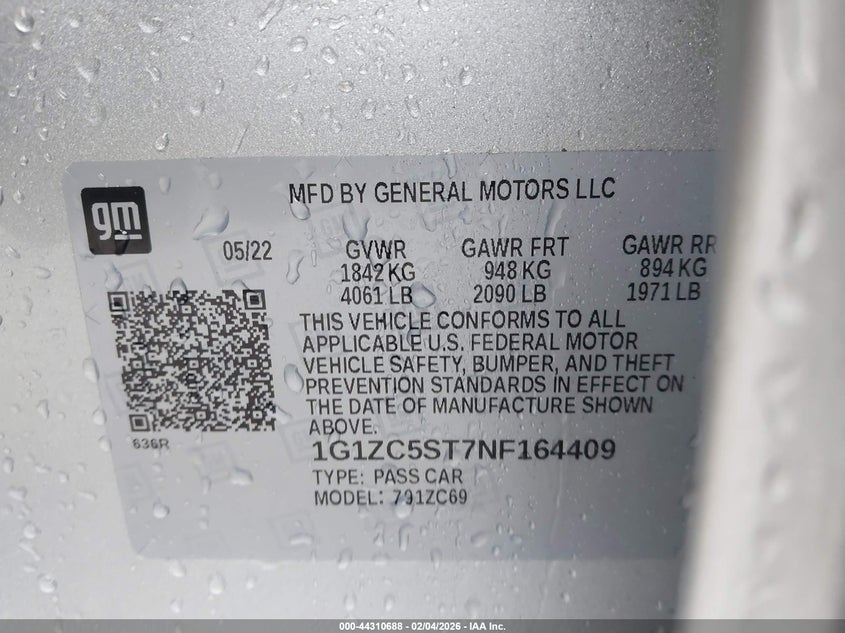 gm
MFD BY GENERAL MOTORS LLC
05/22 GVWR GAWR FRT GAWR RR
1842 KG 948 KG 894 KG
4061 LB 2090 LB 1971 LB
THIS VEHICLE CONFORMS TO ALL
APPLICABLE U.S. FEDERAL MOTOR
VEHICLE SAFETY, BUMPER, AND THEFT
PREVENTION STANDARDS IN EFFECT ON
THE DATE OF MANUFACTURE SHOWN
ABOVE.
636R
1G1ZC5ST7NF164409
TYPE: PASS CAR
MODEL: 791ZC69
000-44310688 - 02/04/2026 - IAA Inc.